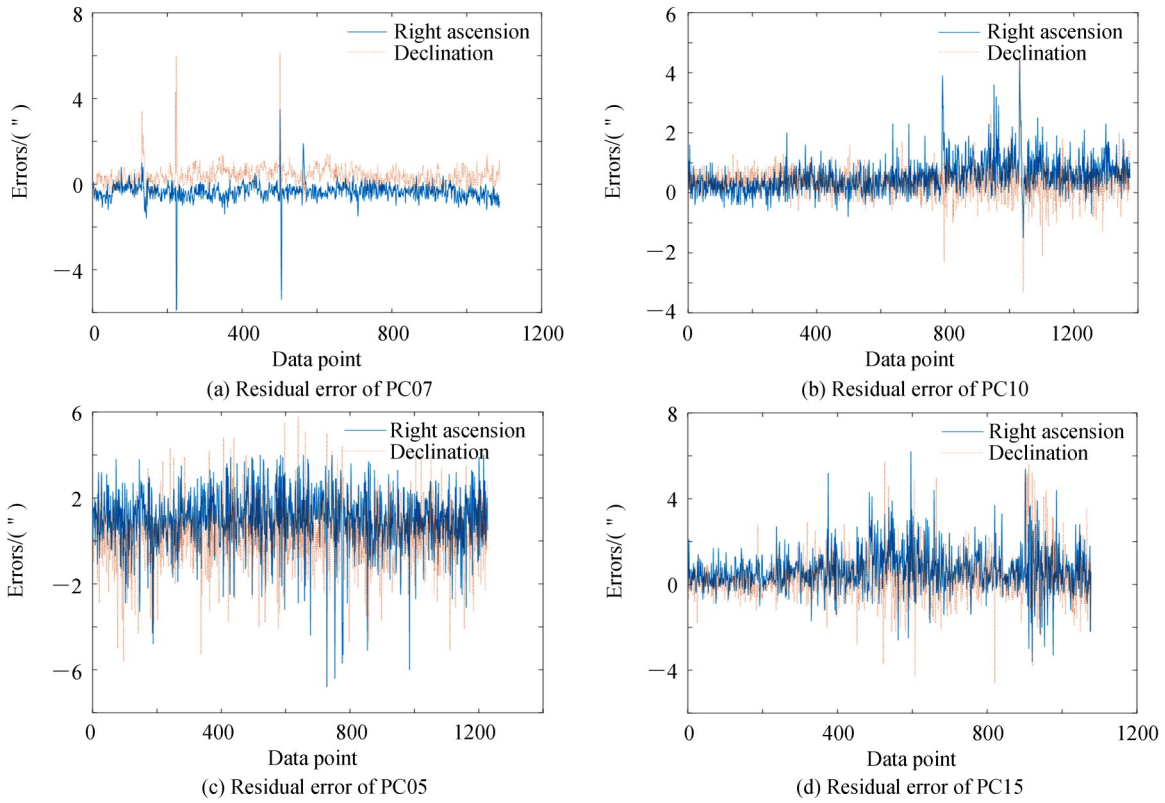 8
4
0
−4
Errors/( ″ )
Right ascension
Declination
0 400 800 1200
Data point
(a) Residual error of PC07
6
4
2
0
−2
−4
Errors/( ″ )
Right ascension
Declination
0 400 800 1200
Data point
(b) Residual error of PC10
6
2
−2
−6
Errors/( ″ )
Right ascension
Declination
0 400 800 1200
Data point
(c) Residual error of PC05
8
4
0
−4
Errors/( ″ )
Right ascension
Declination
0 400 800 1200
Data point
(d) Residual error of PC15